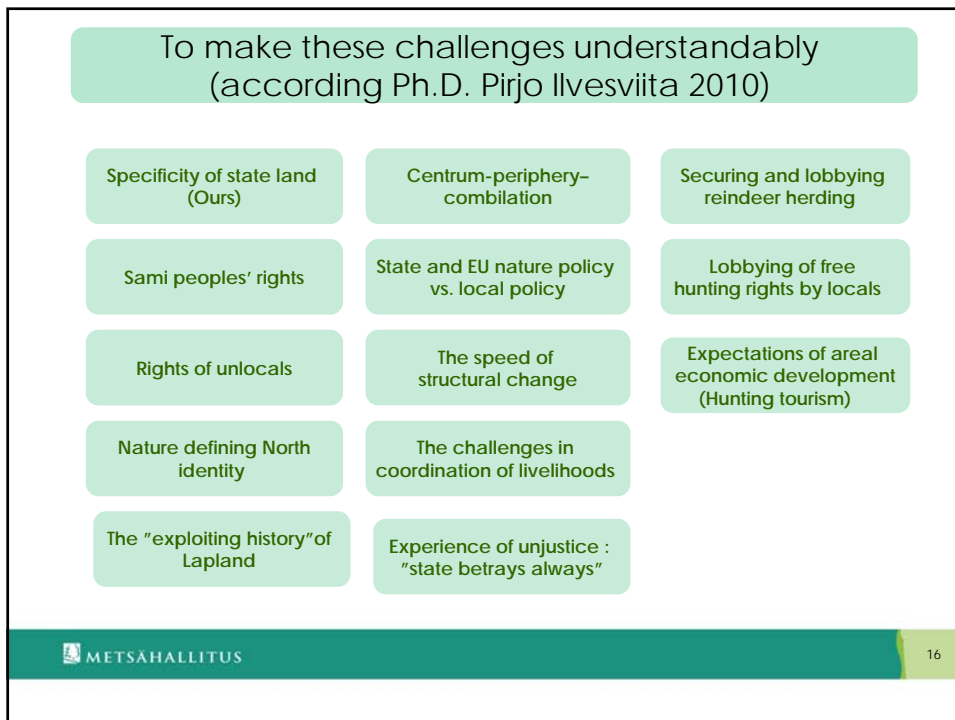 To make these challenges understandably
(according Ph.D. Pirjo Ilvesviita 2010)
Specificity of state land
(Ours)
Sami peoples' rights
Rights of unlocals
Nature defining North
identity
The "exploiting history"of
Lapland
Centrum-periphery–
combilation
State and EU nature policy
vs. local policy
The speed of
structural change
The challenges in
coordination of livelihoods
Experience of unjustice :
"state betrays always"
Securing and lobbying
reindeer herding
Lobbying of free
hunting rights by locals
Expectations of areal
economic development
(Hunting tourism)
METSÄHALLITUS
16